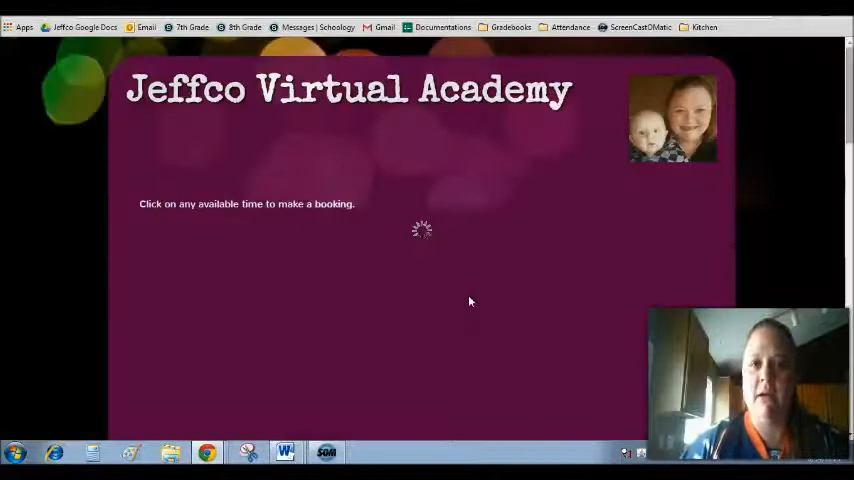 Apps Jeffco Google Docs Email 7th Grade 8th Grade Messages | Schoology Gmail Documentations Gradebooks Attendance ScreenCastOMatic Kitchen
Jeffco Virtual Academy
Click on any available time to make a booking.
SOM